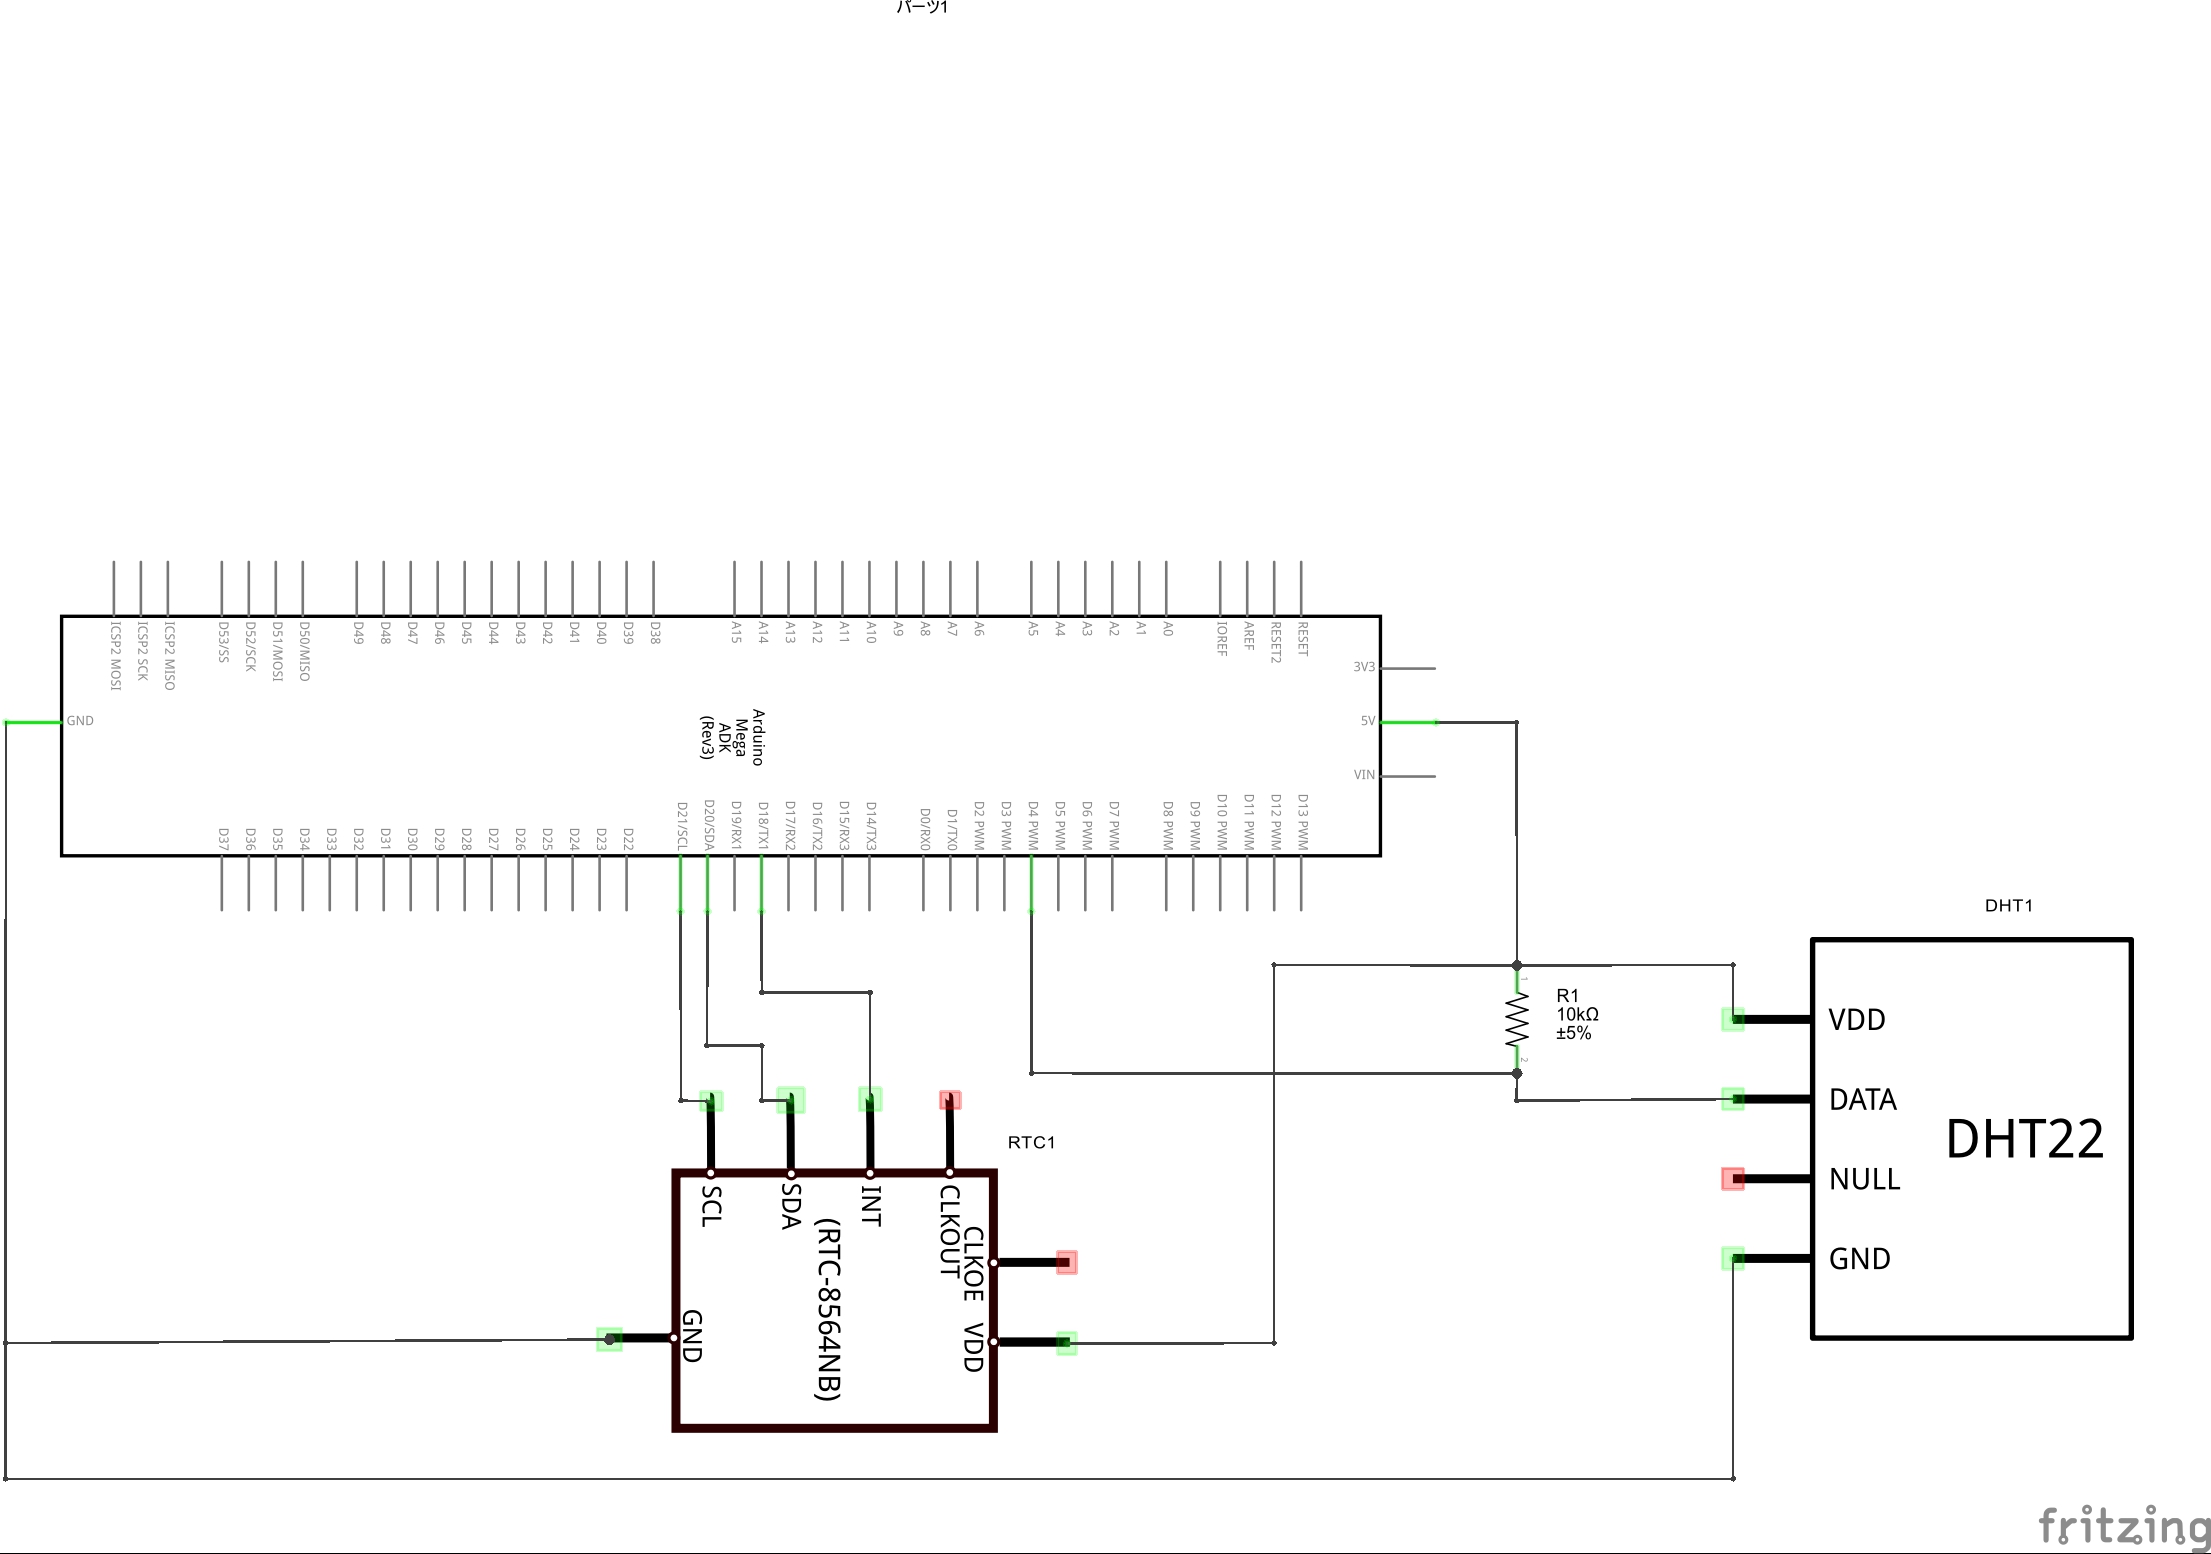 パーツ1
ICSP2 MOSI
ICSP2 SCK
ICSP2 MISO
D53/SS
D52/SCK
D51/MOSI
D50/MISO
D49
D48
D47
D46
D45
D44
D43
D42
D41
D40
D39
D38
A15
A14
A13
A12
A11
A10
A9
A8
A7
A6
A5
A4
A3
A2
A1
A0
IOREF
AREF
RESET2
RESET
3V3
GND
5V
VIN
Arduino
Mega
ADK
(Rev3)
D37
D36
D35
D34
D33
D32
D31
D30
D29
D28
D27
D26
D25
D24
D23
D22
D21/SCL
D20/SDA
D19/RX1
D18/TX1
D17/RX2
D16/TX2
D15/RX3
D14/TX3
D0/RX0
D1/TX0
D2 PWM
D3 PWM
D4 PWM
D5 PWM
D6 PWM
D7 PWM
D8 PWM
D9 PWM
D10 PWM
D11 PWM
D12 PWM
D13 PWM
DHT1
1
R1
10kΩ
±5%
2
VDD
DATA
NULL
GND
DHT22
RTC1
SCL
SDA
INT
CLKOUT
CLKOE
VDD
GND
(RTC-8564NB)
fritzing